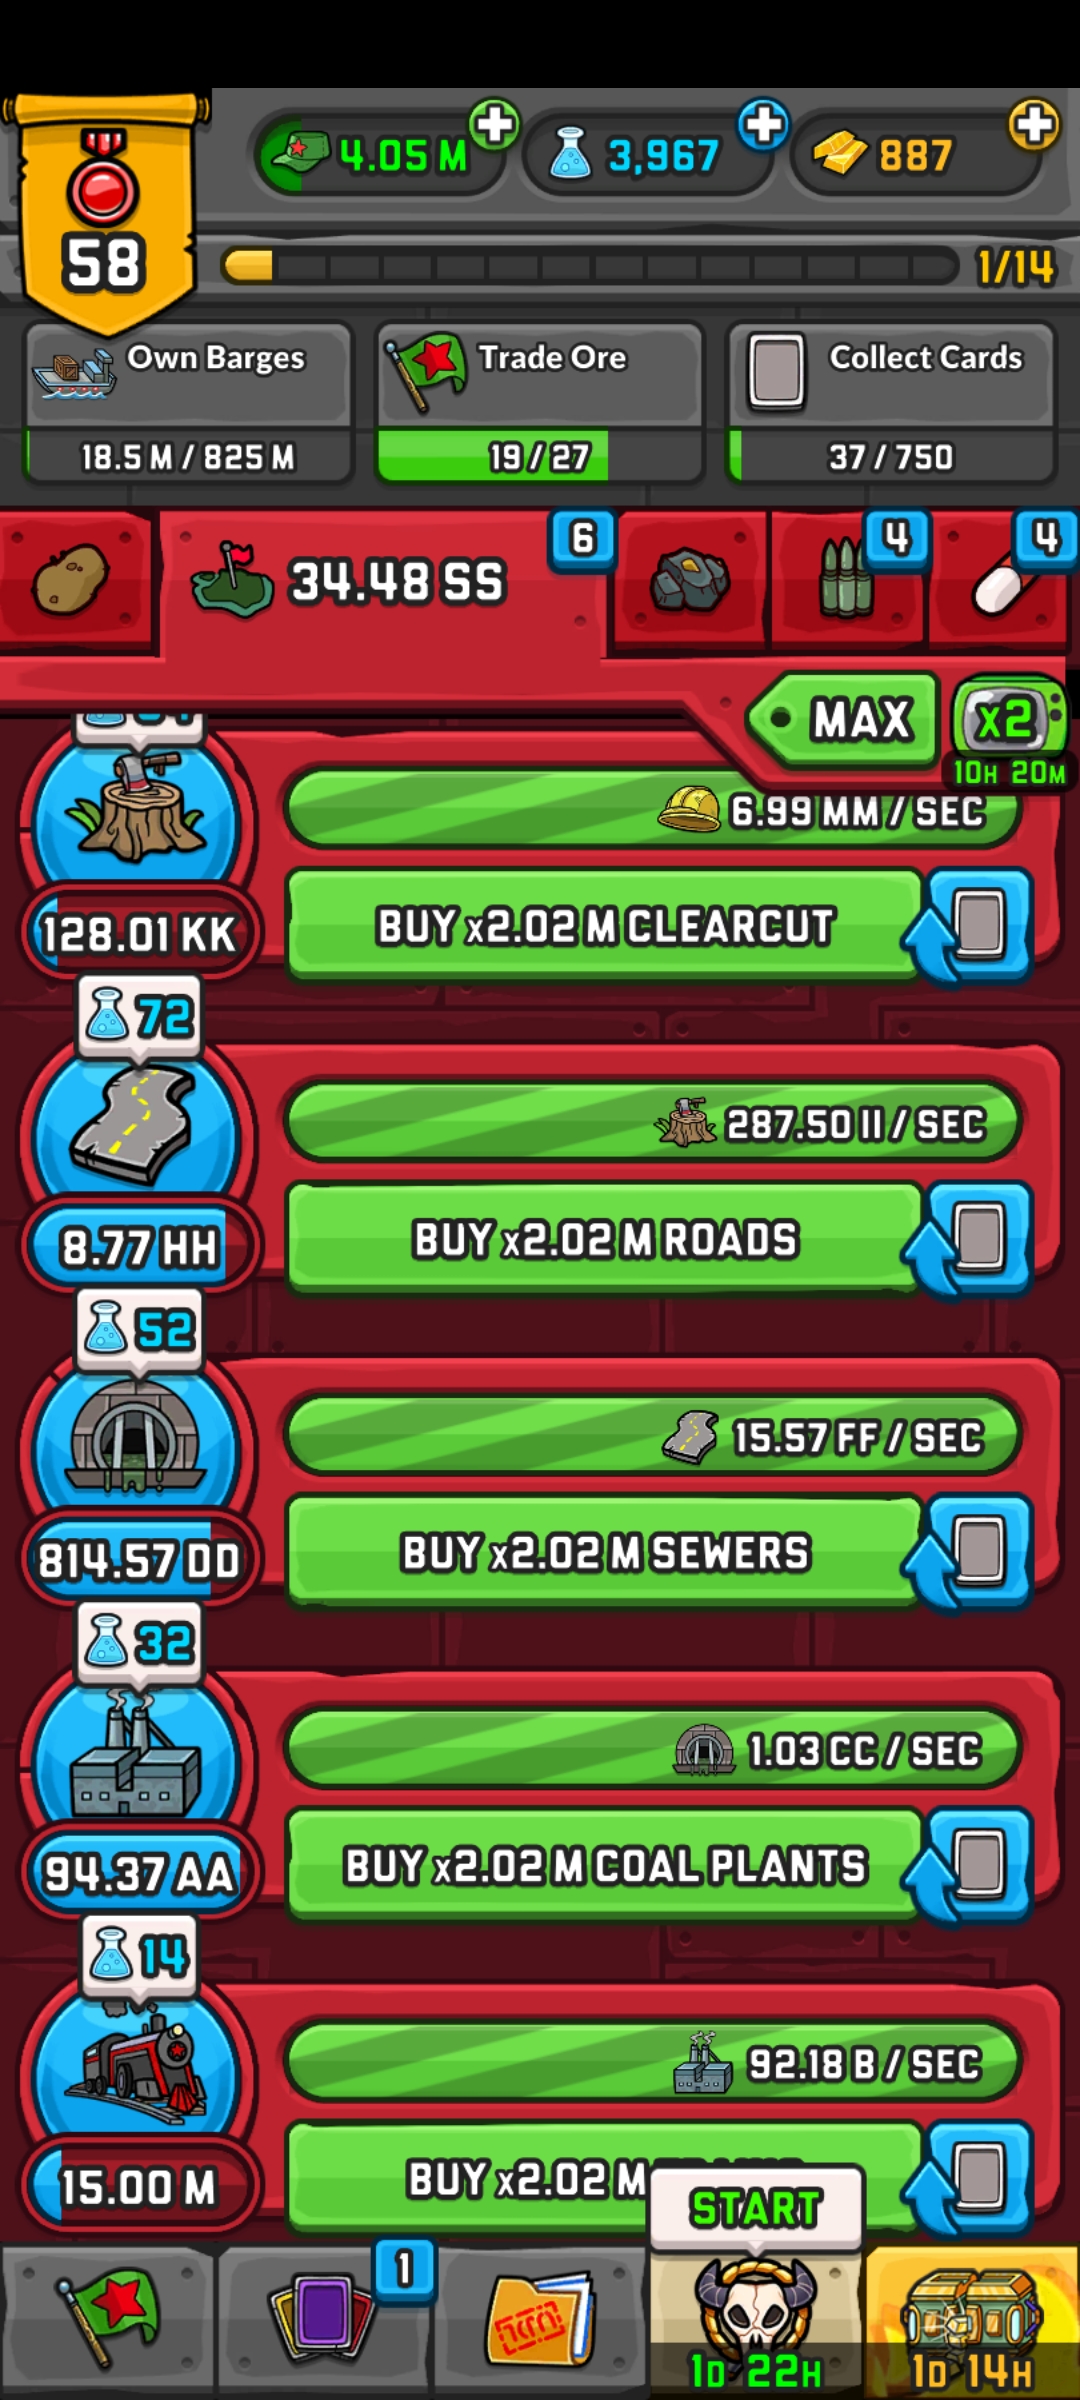 58
4.05 M
3,967
887
1/14
Own Barges
18.5 M / 825 M
Trade Ore
19 / 27
Collect Cards
37 / 750
34.48 SS
6
4
4
MAX
x2
10H 20M
6.99 MM / SEC
128.01 KK
BUY x2.02 M CLEARCUT
72
287.50 II / SEC
8.77 HH
BUY x2.02 M ROADS
52
15.57 FF / SEC
814.57 DD
BUY x2.02 M SEWERS
32
1.03 CC / SEC
94.37 AA
BUY x2.02 M COAL PLANTS
14
92.18 B / SEC
15.00 M
BUY x2.02 M
START
1
1D 22H
1D 14H